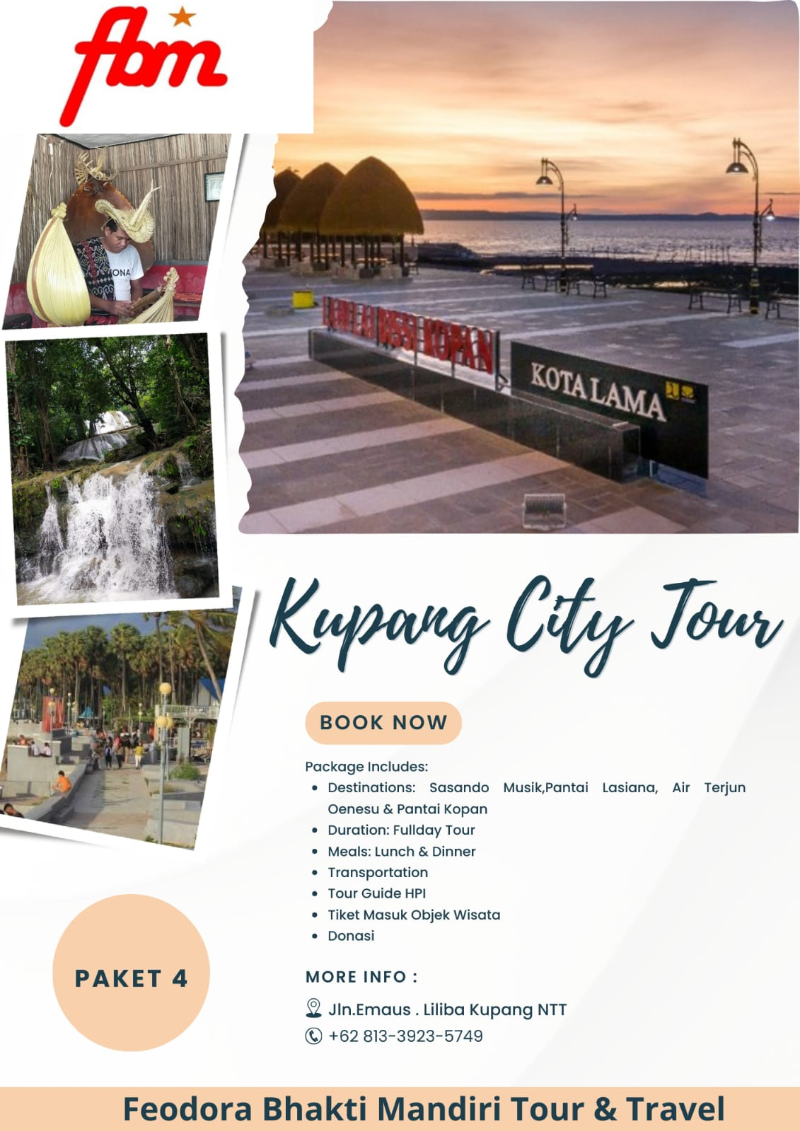 fbm
KOTA LAMA
Kupang City Tour
BOOK NOW
Package Includes:
Destinations: Sasando Musik,Pantai Lasiana, Air Terjun
Oenesu & Pantai Kopan
Duration: Fullday Tour
Meals: Lunch & Dinner
Transportation
Tour Guide HPI
Tiket Masuk Objek Wisata
Donasi
PAKET 4
MORE INFO :
Jln.Emaus . Liliba Kupang NTT
+62 813-3923-5749
Feodora Bhakti Mandiri Tour & Travel